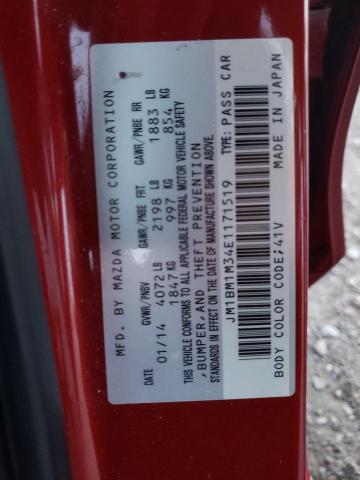 MFD. BY MAZDA MOTOR CORPORATION
DATE GVWR/PNBV GAWR/PNBE FRT GAWR/PNBE RR
01/14 4072 LB 2198 LB 1883 LB
1847 KG 997 KG 854 KG
THIS VEHICLE CONFORMS TO ALL APPLICABLE FEDERAL MOTOR VEHICLE SAFETY
,BUMPER,AND THEFT PREVENTION
STANDARDS IN EFFECT ON THE DATE OF MANUFACTURE SHOWN ABOVE.
JM1BM1M34E1171519 TYPE: PASS CAR
BODY COLOR CODE:41V MADE IN JAPAN